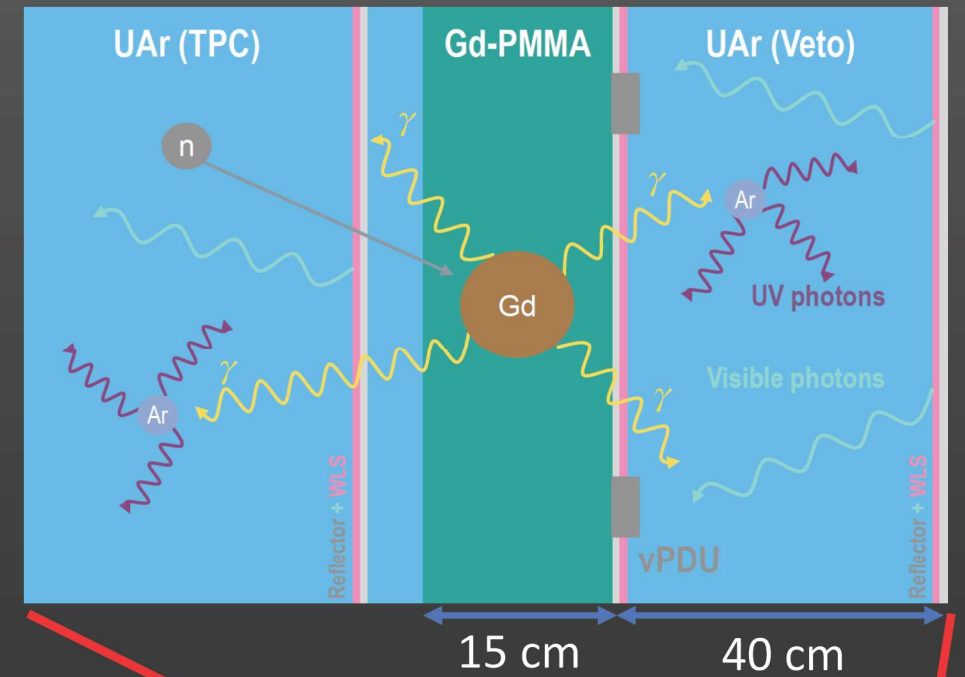 UAr (TPC)
Gd-PMMA
UAr (Veto)
n
γ
γ
Ar
UV photons
Gd
Visible photons
γ
γ
Ar
Reflector + WLS
Reflector + WLS
vPDU
15 cm
40 cm